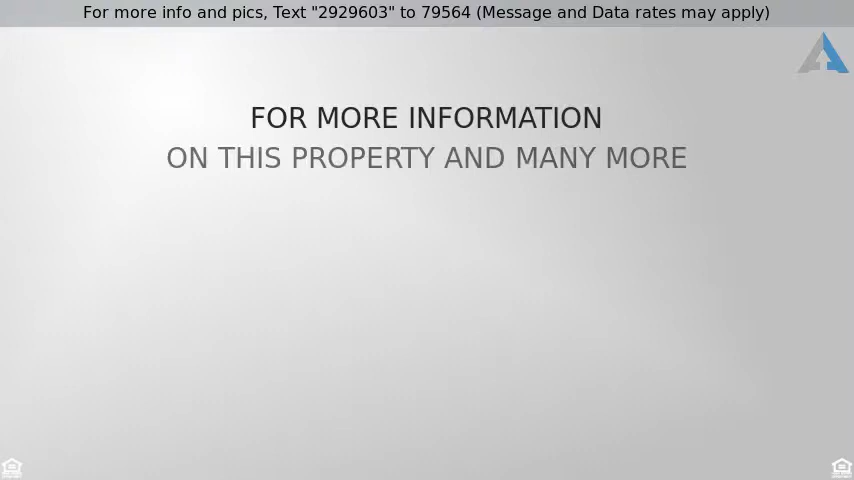 For more info and pics, Text "2929603" to 79564 (Message and Data rates may apply)
FOR MORE INFORMATION
ON THIS PROPERTY AND MANY MORE